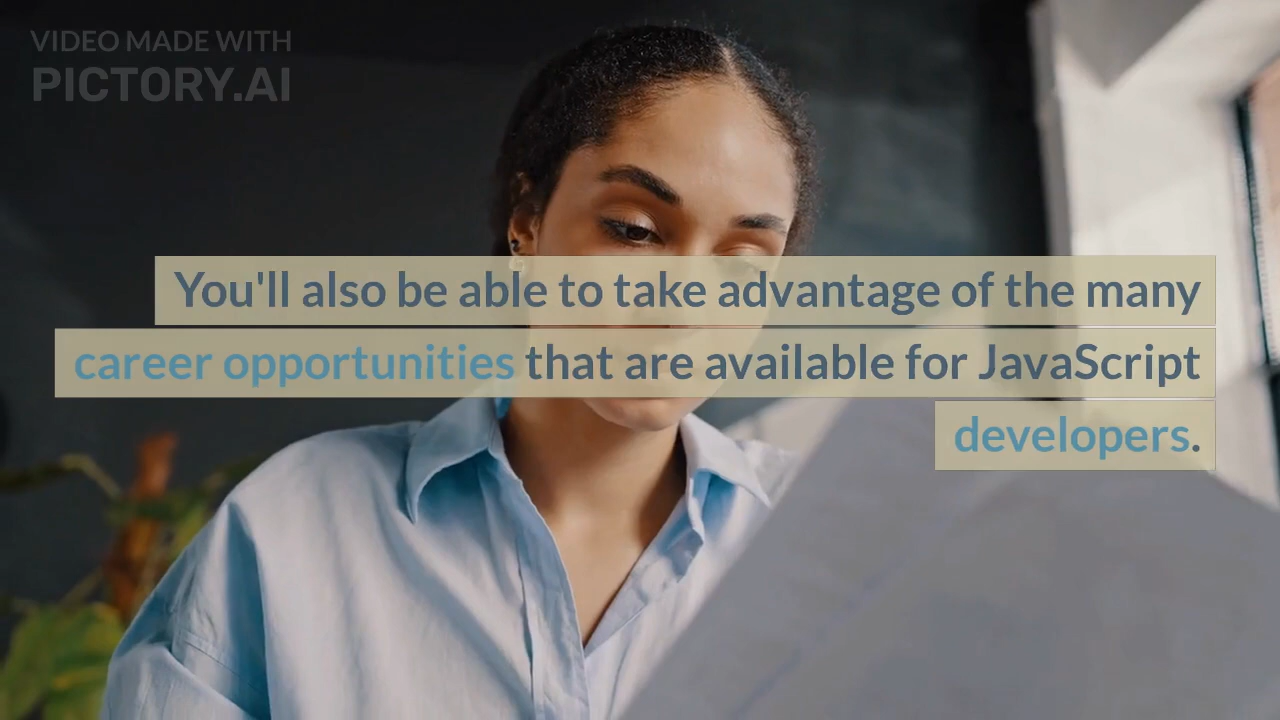 VIDEO MADE WITH
PICTORY.AI
You'll also be able to take advantage of the many
career opportunities that are available for JavaScript
developers.